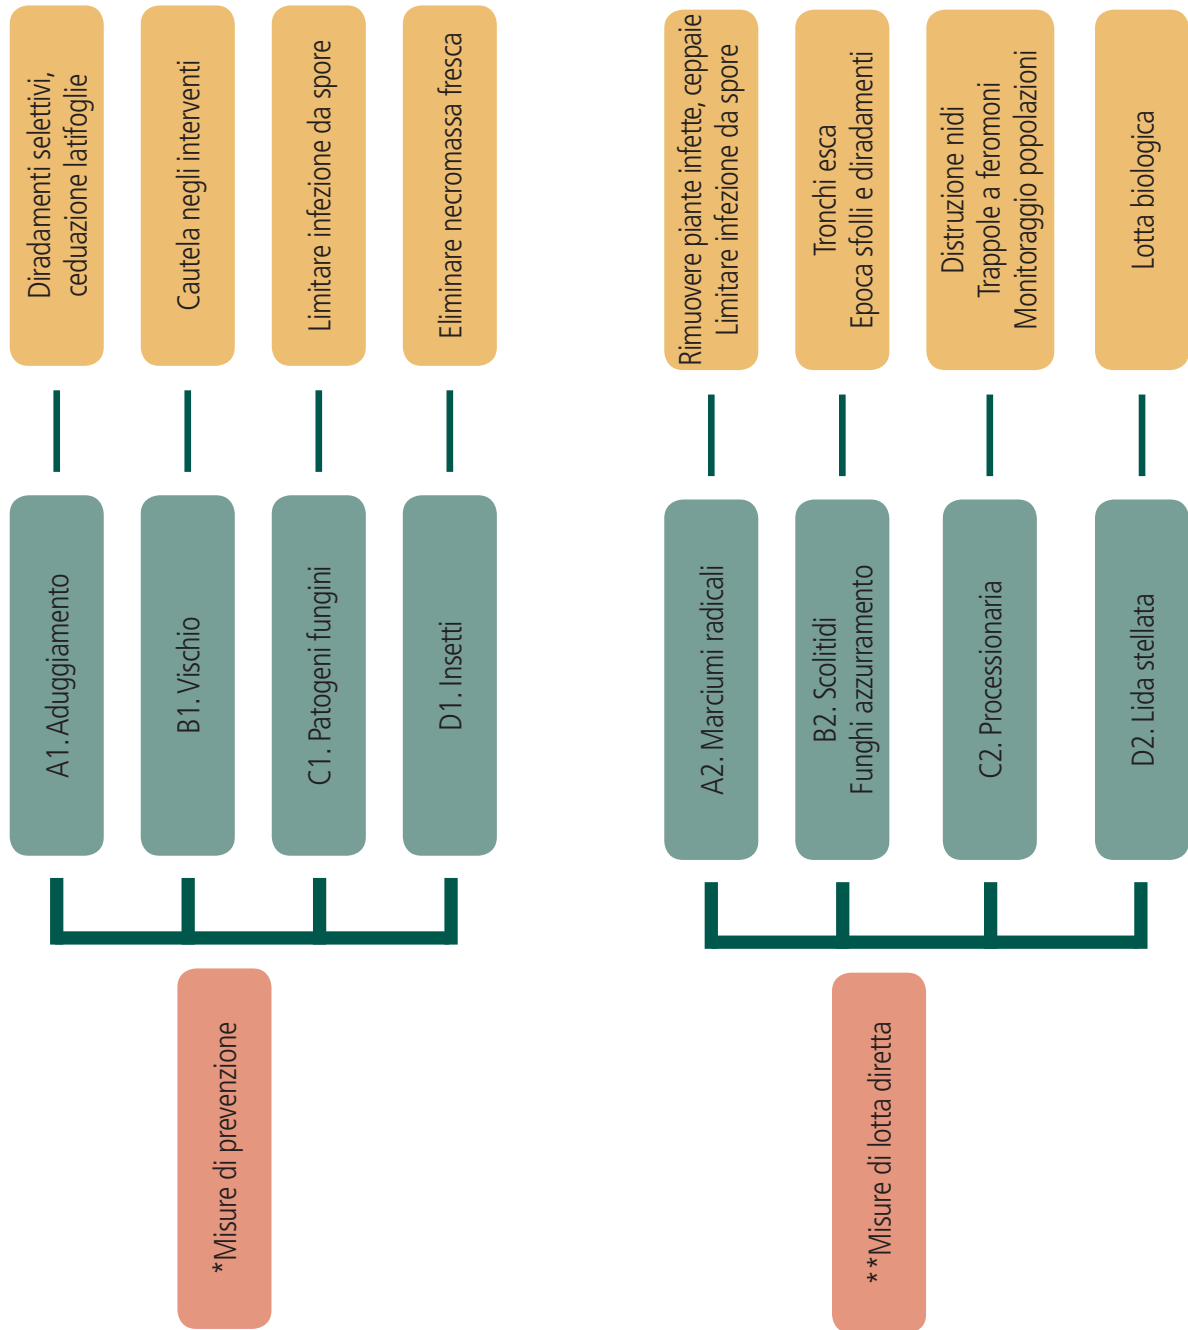 *Misure di prevenzione
A1. Aduggiamento
Diradamenti selettivi,
ceduazione latifoglie
B1. Vischio
Cautela negli interventi
C1. Patogeni fungini
Limitare infezione da spore
D1. Insetti
Eliminare necromassa fresca
**Misure di lotta diretta
A2. Marciumi radicali
Rimuovere piante infette, ceppaie
Limitare infezione da spore
B2. Scolitidi
Funghi azzurramento
Tronchi esca
Epoca sfolli e diradamenti
C2. Processionaria
Distruzione nidi
Trappole a feromoni
Monitoraggio popolazioni
D2. Lida stellata
Lotta biologica